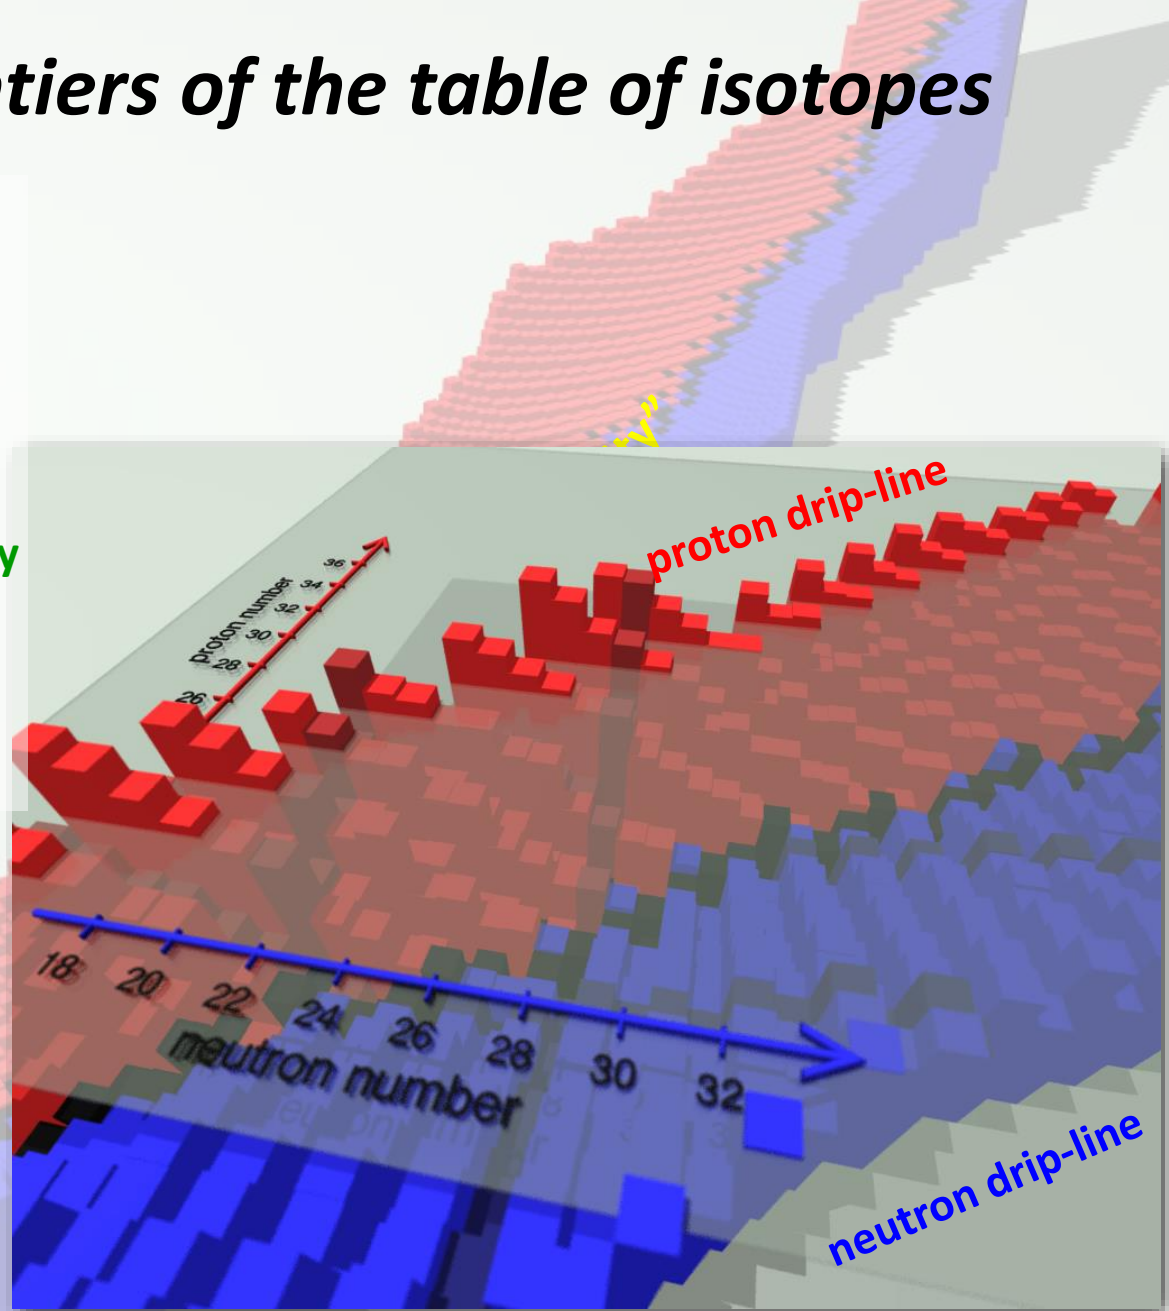 tiers of the table of isotopes
ty”
proton drip-line
y
36
34
proton number
32
30
28
26
18
20
22
24
26
28
30
32
neutron number
neutron drip-line